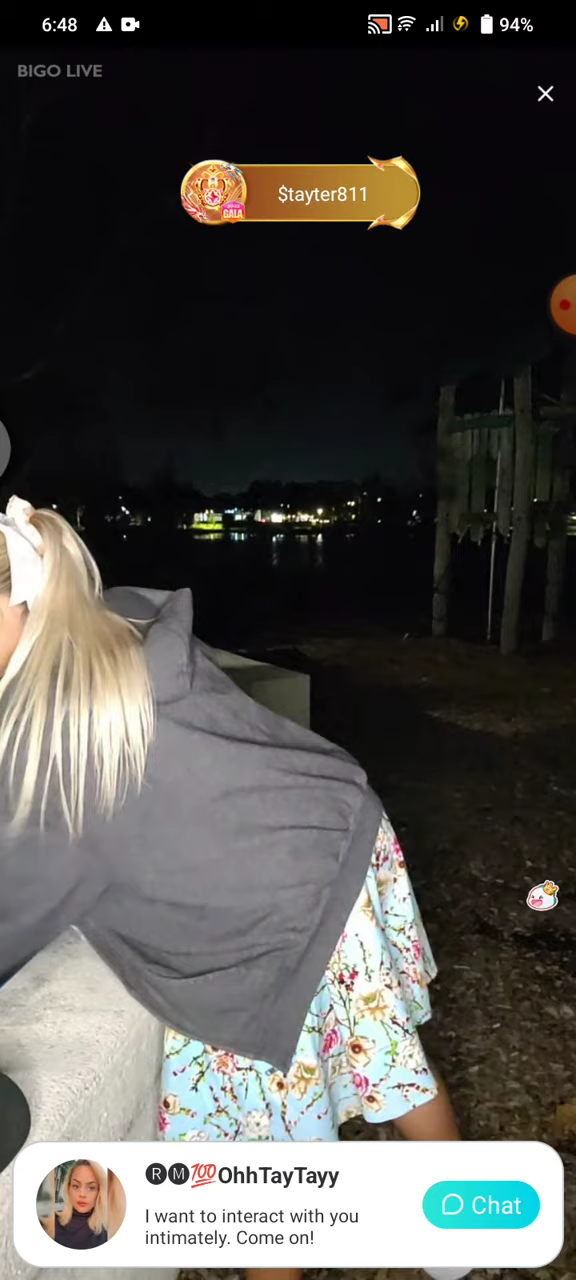 6:48
94%
BIGO LIVE
$tayter811
GALA
🅡🅜💯OhhTayTayy
I want to interact with you
intimately. Come on!
Chat